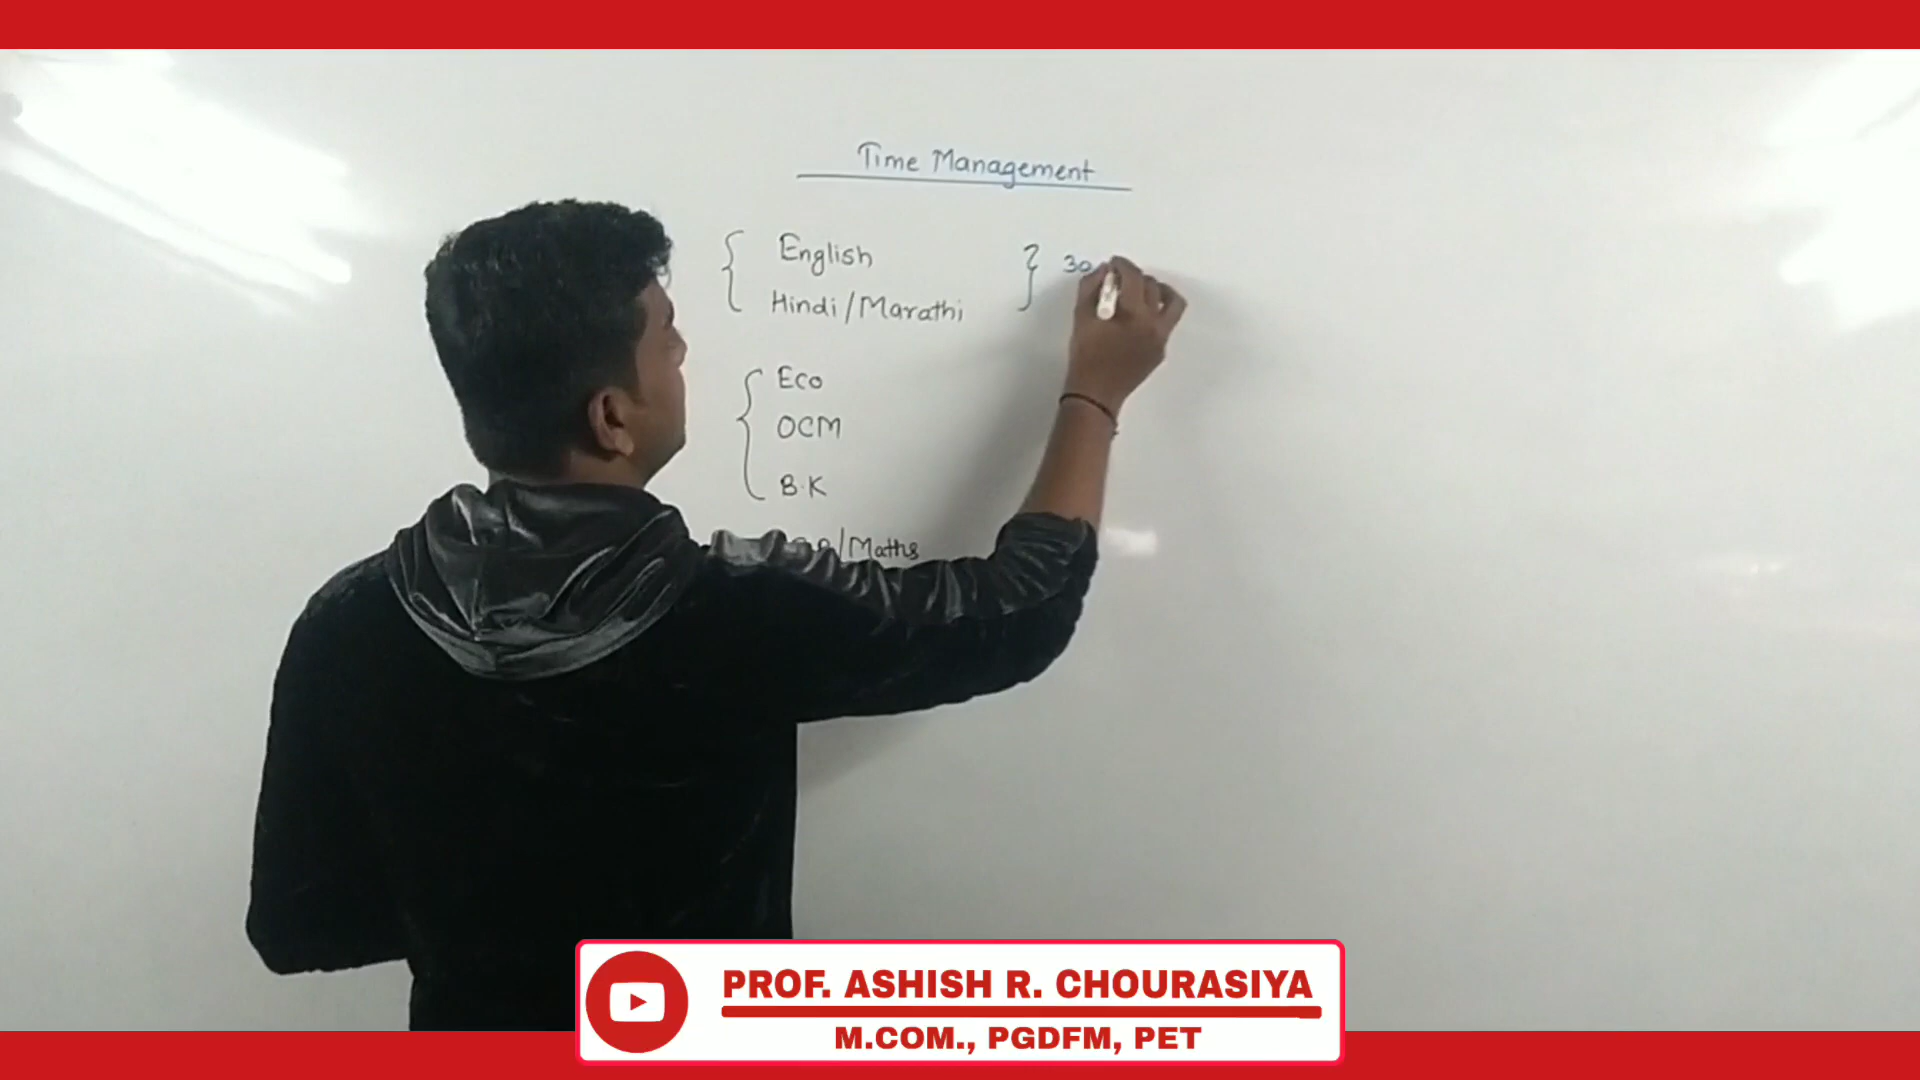 Time Management
{ English } 30
Hindi/Marathi
{ Eco
OCM
B.K
/Maths
PROF. ASHISH R. CHOURASIYA
M.COM., PGDFM, PET